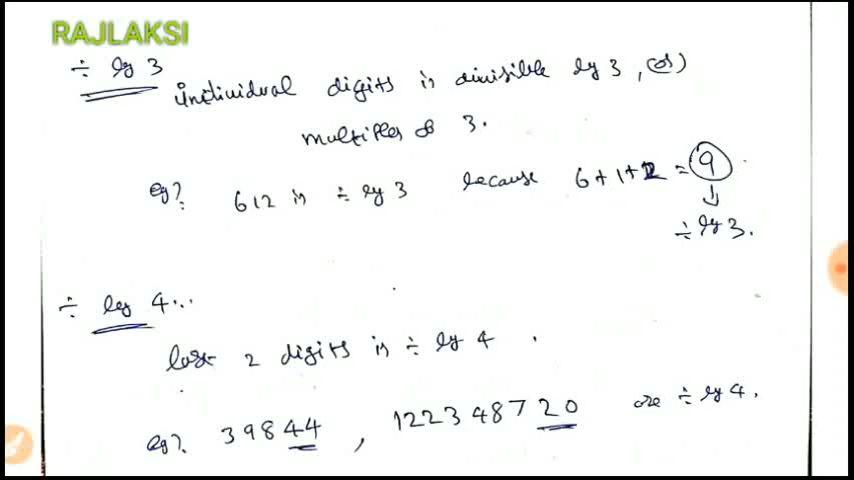 RAJLAKSI
÷ by 3
individual digits is divisible by 3, (or)
multiples of 3.
eg? 612 is ÷ by 3 because 6+1+2 = 9
↓
÷ by 3.
÷ by 4...
last 2 digits is ÷ by 4 .
eg? 39844 , 1223 48720 are ÷ by 4.